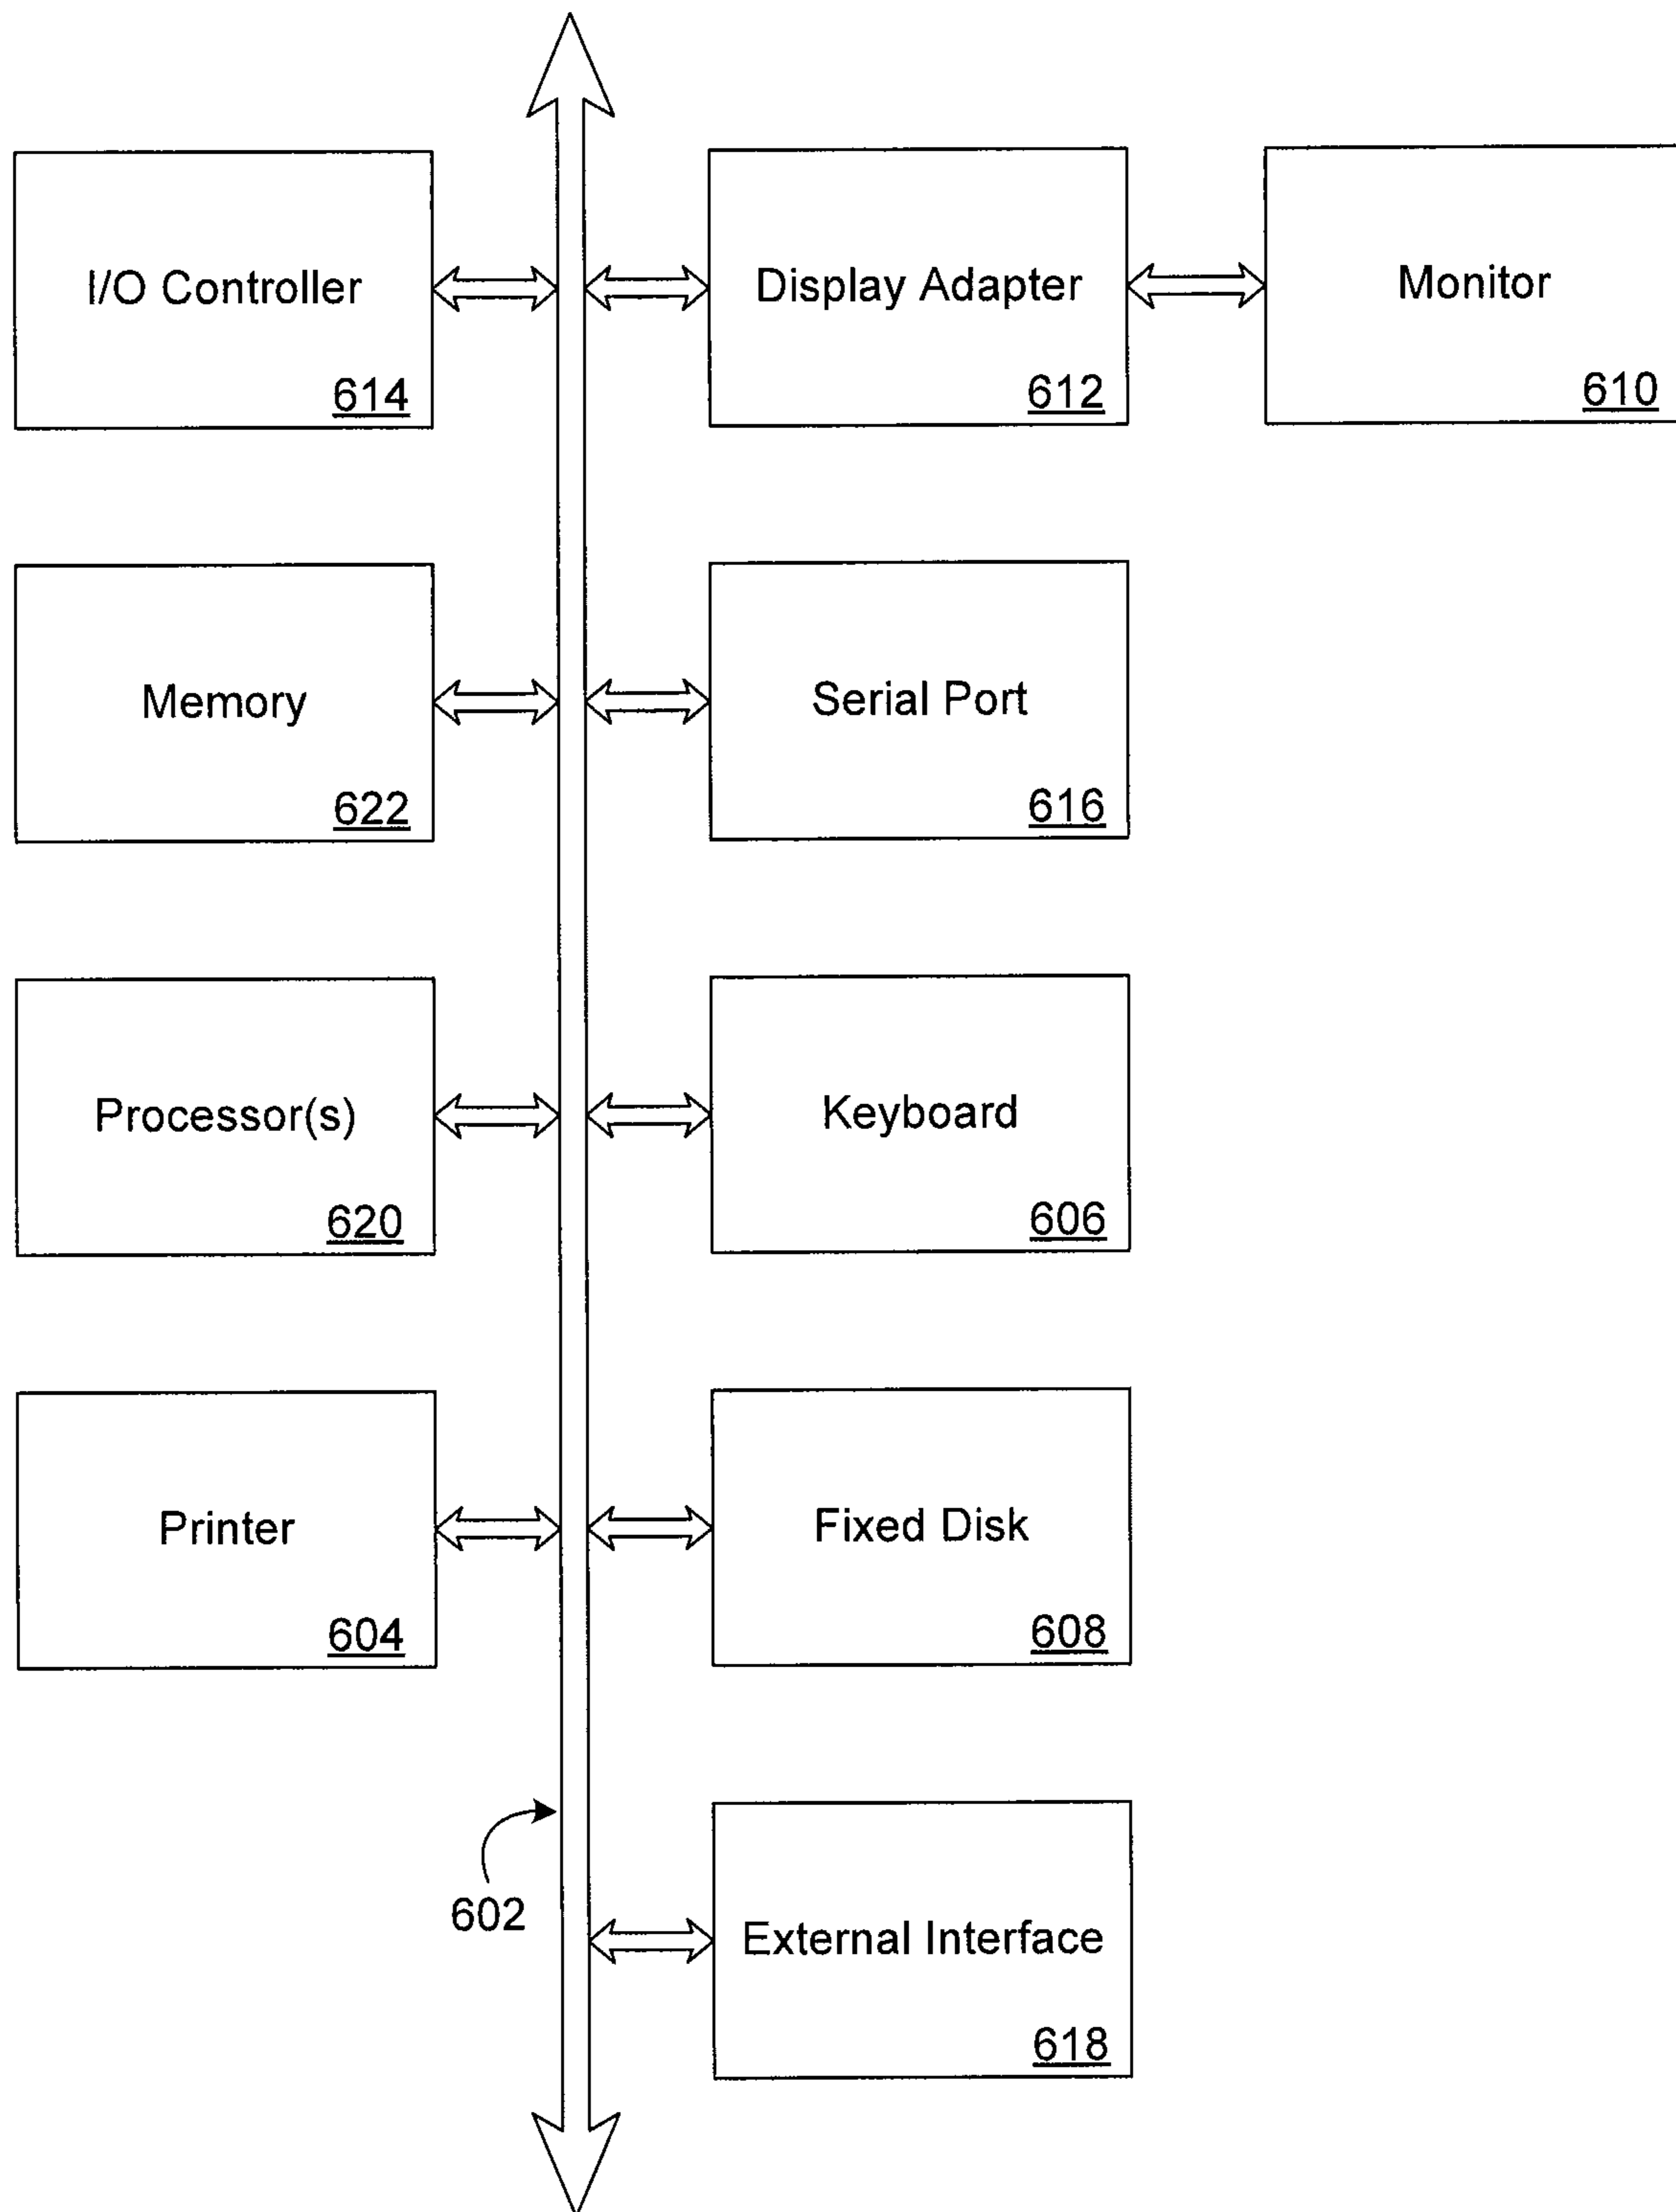 I/O Controller
614
Display Adapter
612
Monitor
610
Memory
622
Serial Port
616
Processor(s)
620
Keyboard
606
Printer
604
Fixed Disk
608
602
External Interface
618